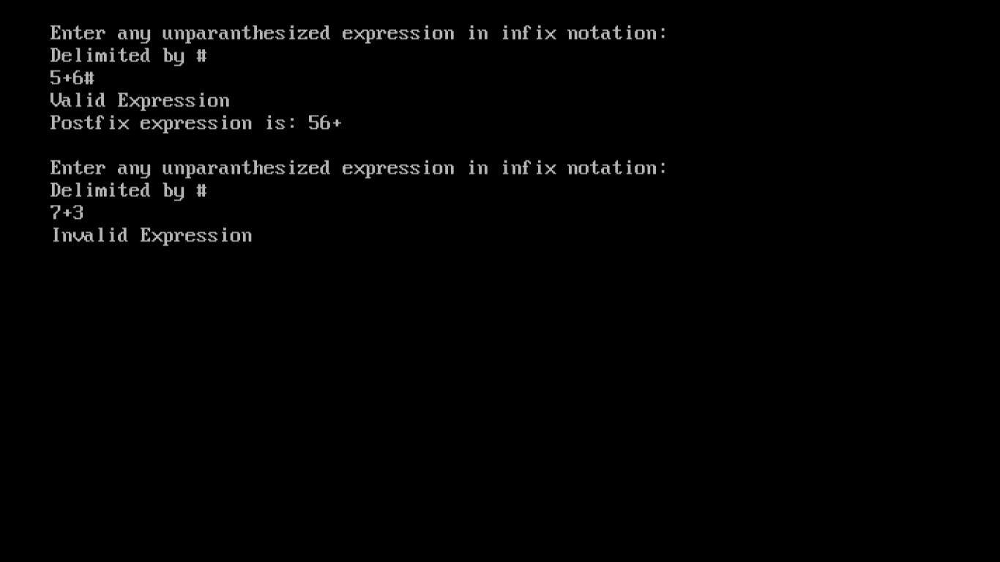 Enter any unparanthesized expression in infix notation:
Delimited by #
5+6#
Valid Expression
Postfix expression is: 56+
Enter any unparanthesized expression in infix notation:
Delimited by #
7+3
Invalid Expression